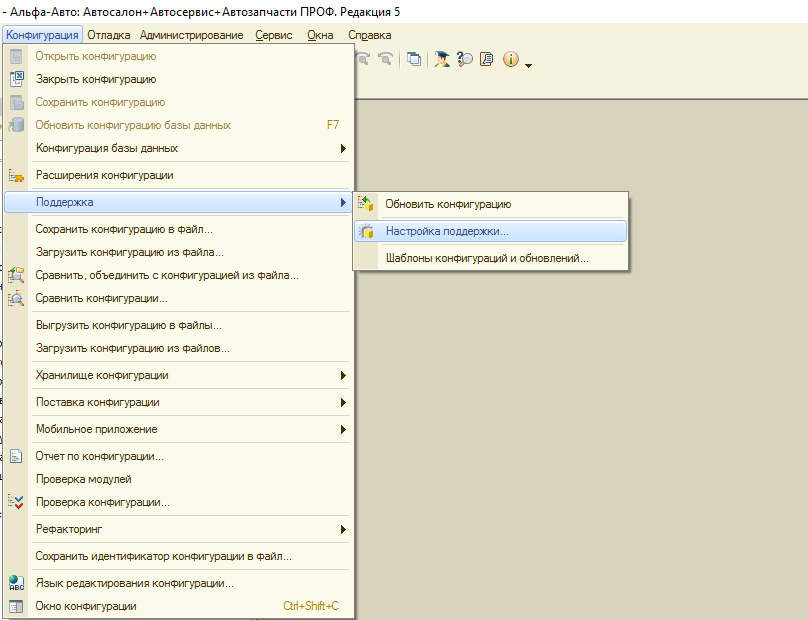 - Альфа-Авто: Автосалон+Автосервис+Автозапчасти ПРОФ. Редакция 5
Конфигурация Отладка Администрирование Сервис Окна Справка
Открыть конфигурацию
Закрыть конфигурацию
Сохранить конфигурацию
Обновить конфигурацию базы данных F7
Конфигурация базы данных
Расширения конфигурации
Поддержка
Обновить конфигурацию
Настройка поддержки...
Шаблоны конфигураций и обновлений...
Сохранить конфигурацию в файл...
Загрузить конфигурацию из файла...
Сравнить, объединить с конфигурацией из файла...
Сравнить конфигурации...
Выгрузить конфигурацию в файлы...
Загрузить конфигурацию из файлов...
Хранилище конфигурации
Поставка конфигурации
Мобильное приложение
Отчет по конфигурации...
Проверка модулей
Проверка конфигурации...
Рефакторинг
Сохранить идентификатор конфигурации в файл...
Язык редактирования конфигурации...
Окно конфигурации Ctrl+Shift+C